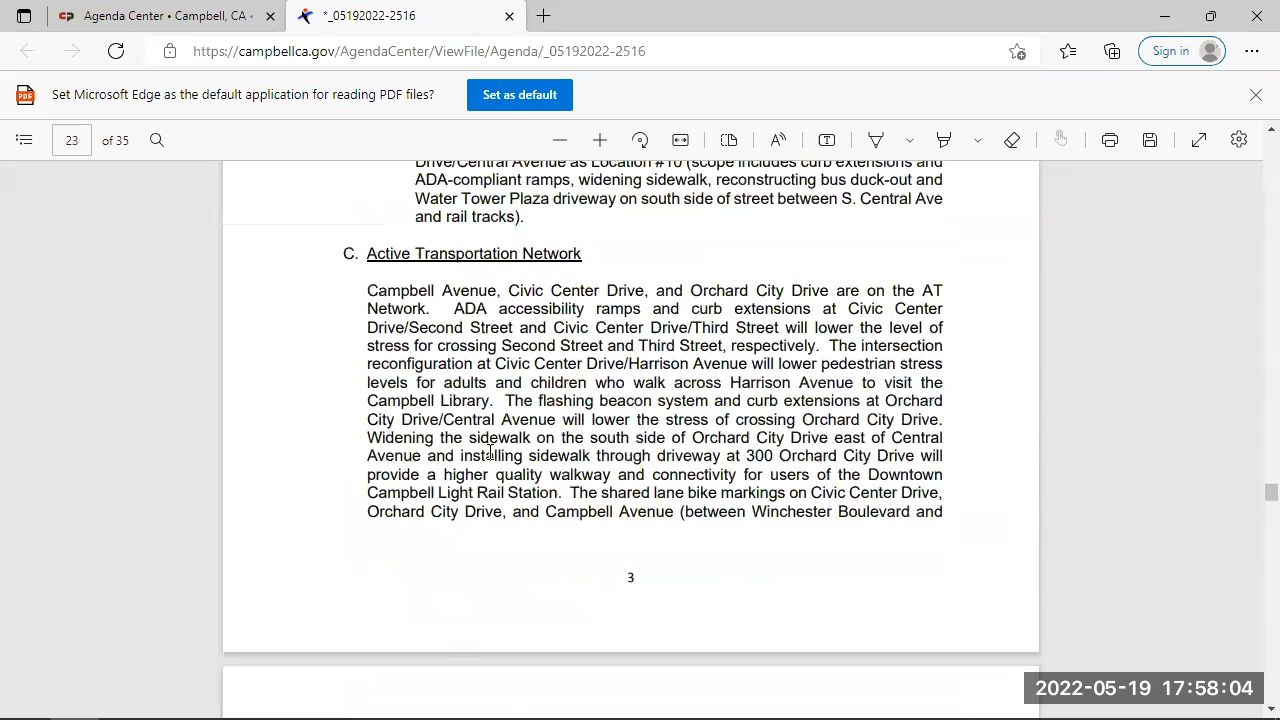 Agenda Center • Campbell, CA -
*_05192022-2516
https://campbellca.gov/AgendaCenter/ViewFile/Agenda/_05192022-2516
Sign in
PDF
Set Microsoft Edge as the default application for reading PDF files?
Set as default
23 of 35
Drive/Central Avenue as Location #10 (scope includes curb extensions and
ADA-compliant ramps, widening sidewalk, reconstructing bus duck-out and
Water Tower Plaza driveway on south side of street between S. Central Ave
and rail tracks).
C. Active Transportation Network
Campbell Avenue, Civic Center Drive, and Orchard City Drive are on the AT
Network. ADA accessibility ramps and curb extensions at Civic Center
Drive/Second Street and Civic Center Drive/Third Street will lower the level of
stress for crossing Second Street and Third Street, respectively. The intersection
reconfiguration at Civic Center Drive/Harrison Avenue will lower pedestrian stress
levels for adults and children who walk across Harrison Avenue to visit the
Campbell Library. The flashing beacon system and curb extensions at Orchard
City Drive/Central Avenue will lower the stress of crossing Orchard City Drive.
Widening the sidewalk on the south side of Orchard City Drive east of Central
Avenue and installing sidewalk through driveway at 300 Orchard City Drive will
provide a higher quality walkway and connectivity for users of the Downtown
Campbell Light Rail Station. The shared lane bike markings on Civic Center Drive,
Orchard City Drive, and Campbell Avenue (between Winchester Boulevard and
3
2022-05-19 17:58:04